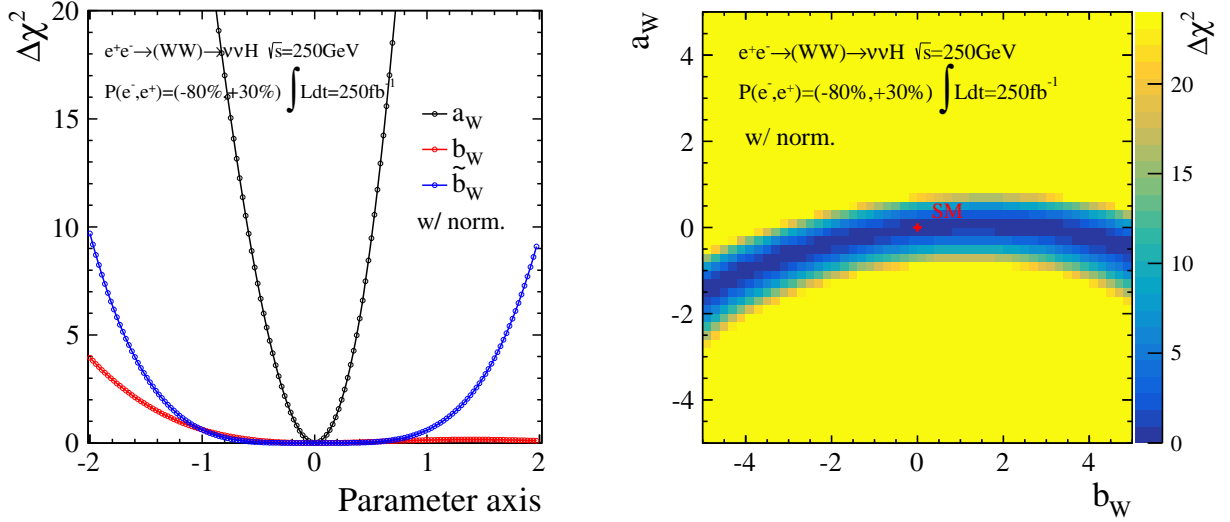 Δχ²
20
15
10
5
0
e⁺e⁻→(WW)→ννH √s=250GeV
P(e⁻,e⁺)=(-80%,+30%) ∫Ldt=250fb⁻¹
a_W
b_W
b̃_W
w/ norm.
-2 -1 0 1 2
Parameter axis
a_W
4
2
0
-2
-4
e⁺e⁻→(WW)→ννH √s=250GeV
P(e⁻,e⁺)=(-80%,+30%) ∫Ldt=250fb⁻¹
w/ norm.
SM
-4 -2 0 2 4
b_W
Δχ²
20
15
10
5
0